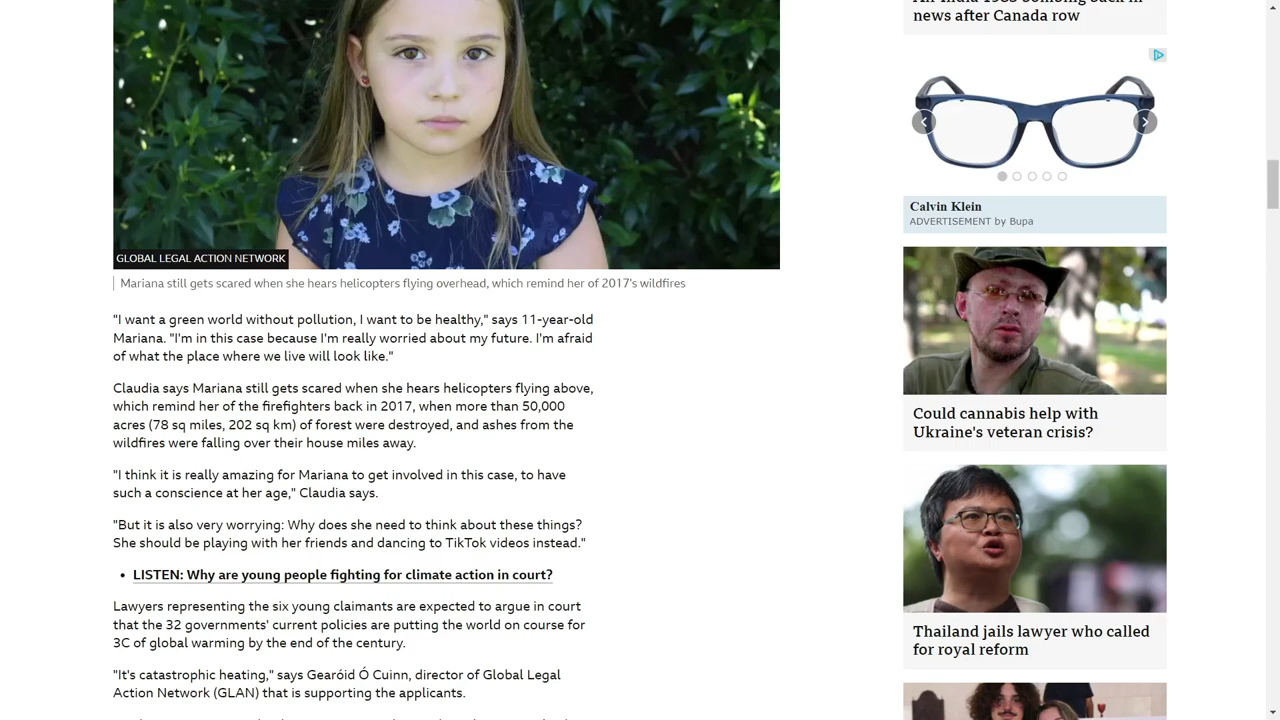 news after Canada row
GLOBAL LEGAL ACTION NETWORK
Mariana still gets scared when she hears helicopters flying overhead, which remind her of 2017's wildfires
"I want a green world without pollution, I want to be healthy," says 11-year-old
Mariana. "I'm in this case because I'm really worried about my future. I'm afraid
of what the place where we live will look like."
Claudia says Mariana still gets scared when she hears helicopters flying above,
which remind her of the firefighters back in 2017, when more than 50,000
acres (78 sq miles, 202 sq km) of forest were destroyed, and ashes from the
wildfires were falling over their house miles away.
"I think it is really amazing for Mariana to get involved in this case, to have
such a conscience at her age," Claudia says.
"But it is also very worrying: Why does she need to think about these things?
She should be playing with her friends and dancing to TikTok videos instead."
• LISTEN: Why are young people fighting for climate action in court?
Lawyers representing the six young claimants are expected to argue in court
that the 32 governments' current policies are putting the world on course for
3C of global warming by the end of the century.
"It's catastrophic heating," says Gearóid Ó Cuinn, director of Global Legal
Action Network (GLAN) that is supporting the applicants.
Calvin Klein
ADVERTISEMENT by Bupa
Could cannabis help with
Ukraine's veteran crisis?
Thailand jails lawyer who called
for royal reform